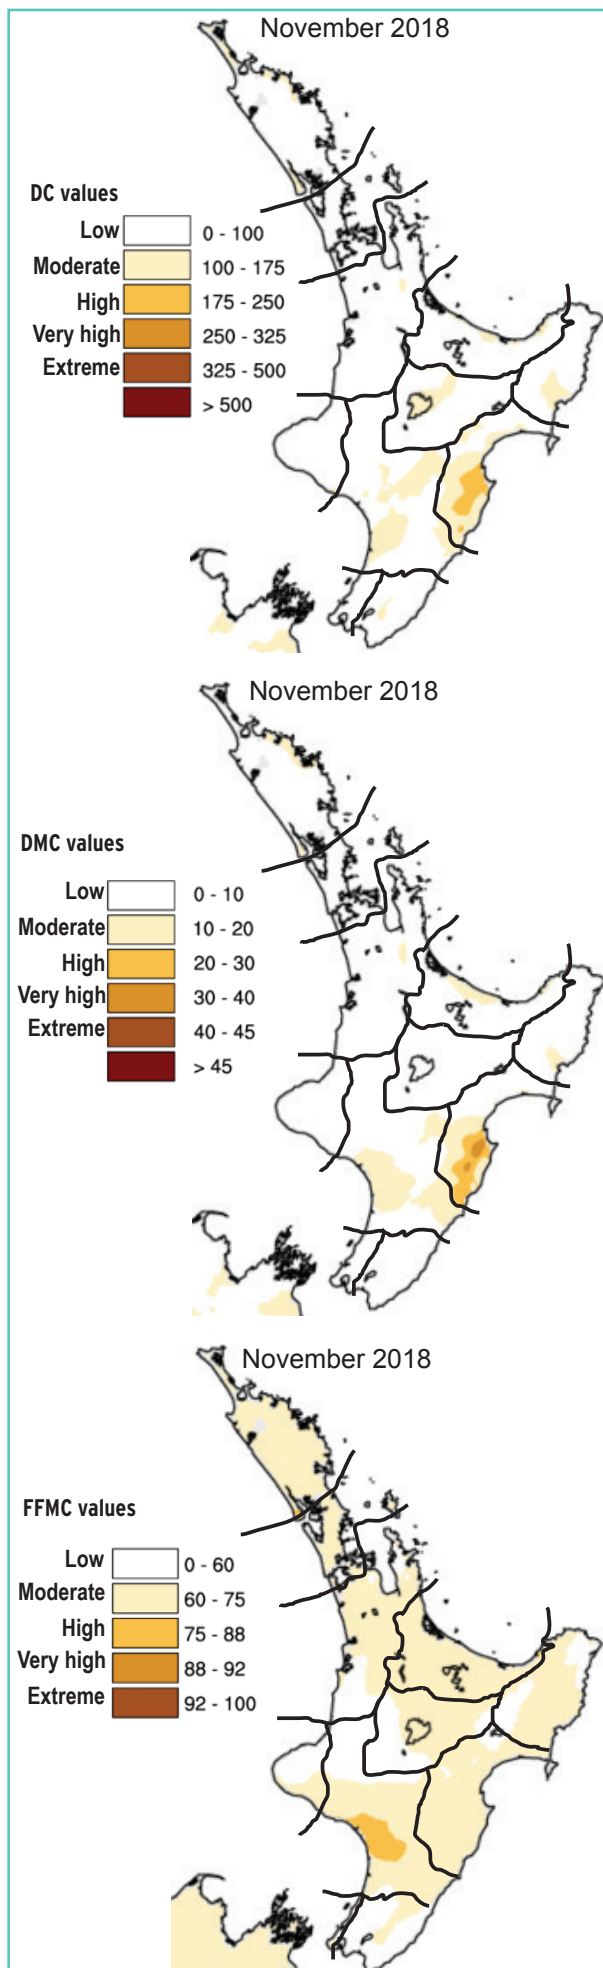 November 2018
DC values
Low 0 - 100
Moderate 100 - 175
High 175 - 250
Very high 250 - 325
Extreme 325 - 500
> 500
November 2018
DMC values
Low 0 - 10
Moderate 10 - 20
High 20 - 30
Very high 30 - 40
Extreme 40 - 45
> 45
November 2018
FFMC values
Low 0 - 60
Moderate 60 - 75
High 75 - 88
Very high 88 - 92
Extreme 92 - 100